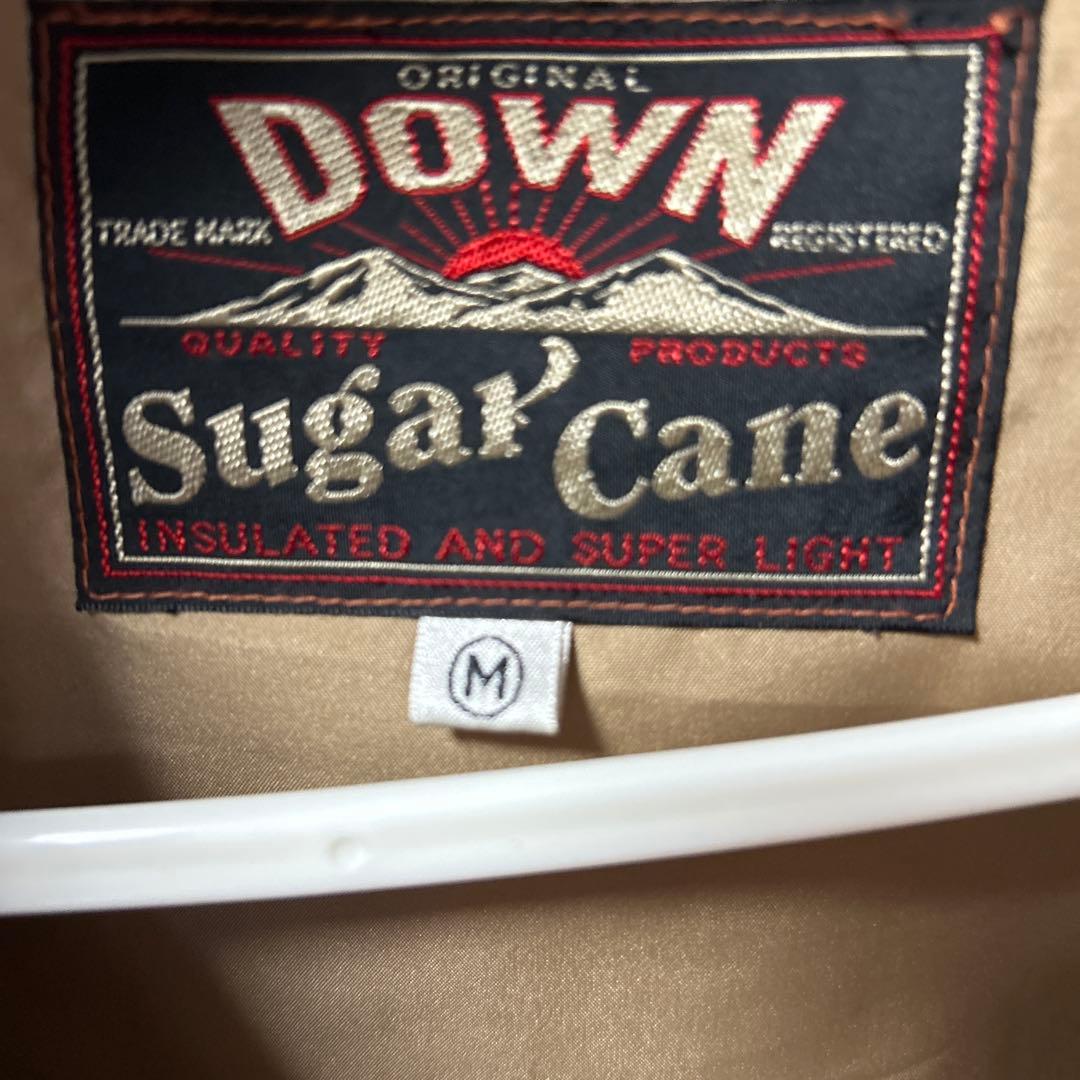 ORIGINAL
DOWN
TRADE MARK REGISTERED
QUALITY PRODUCTS
Sugar Cane
INSULATED AND SUPER LIGHT
M